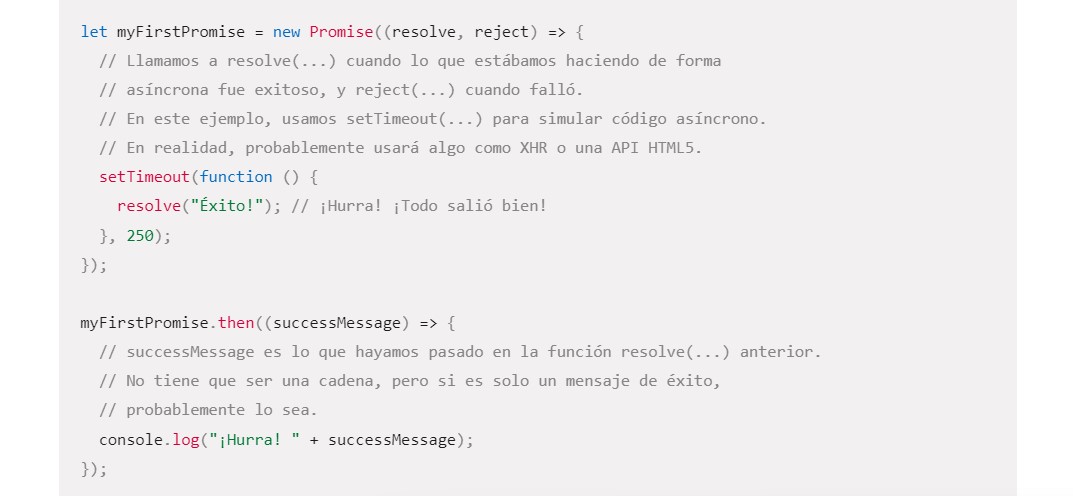 let myFirstPromise = new Promise((resolve, reject) => {
  // Llamamos a resolve(...) cuando lo que estábamos haciendo de forma
  // asíncrona fue exitoso, y reject(...) cuando falló.
  // En este ejemplo, usamos setTimeout(...) para simular código asíncrono.
  // En realidad, probablemente usará algo como XHR o una API HTML5.
  setTimeout(function () {
    resolve("Éxito!"); // ¡Hurra! ¡Todo salió bien!
  }, 250);
});

myFirstPromise.then((successMessage) => {
  // successMessage es lo que hayamos pasado en la función resolve(...) anterior.
  // No tiene que ser una cadena, pero si es solo un mensaje de éxito,
  // probablemente lo sea.
  console.log("¡Hurra! " + successMessage);
});